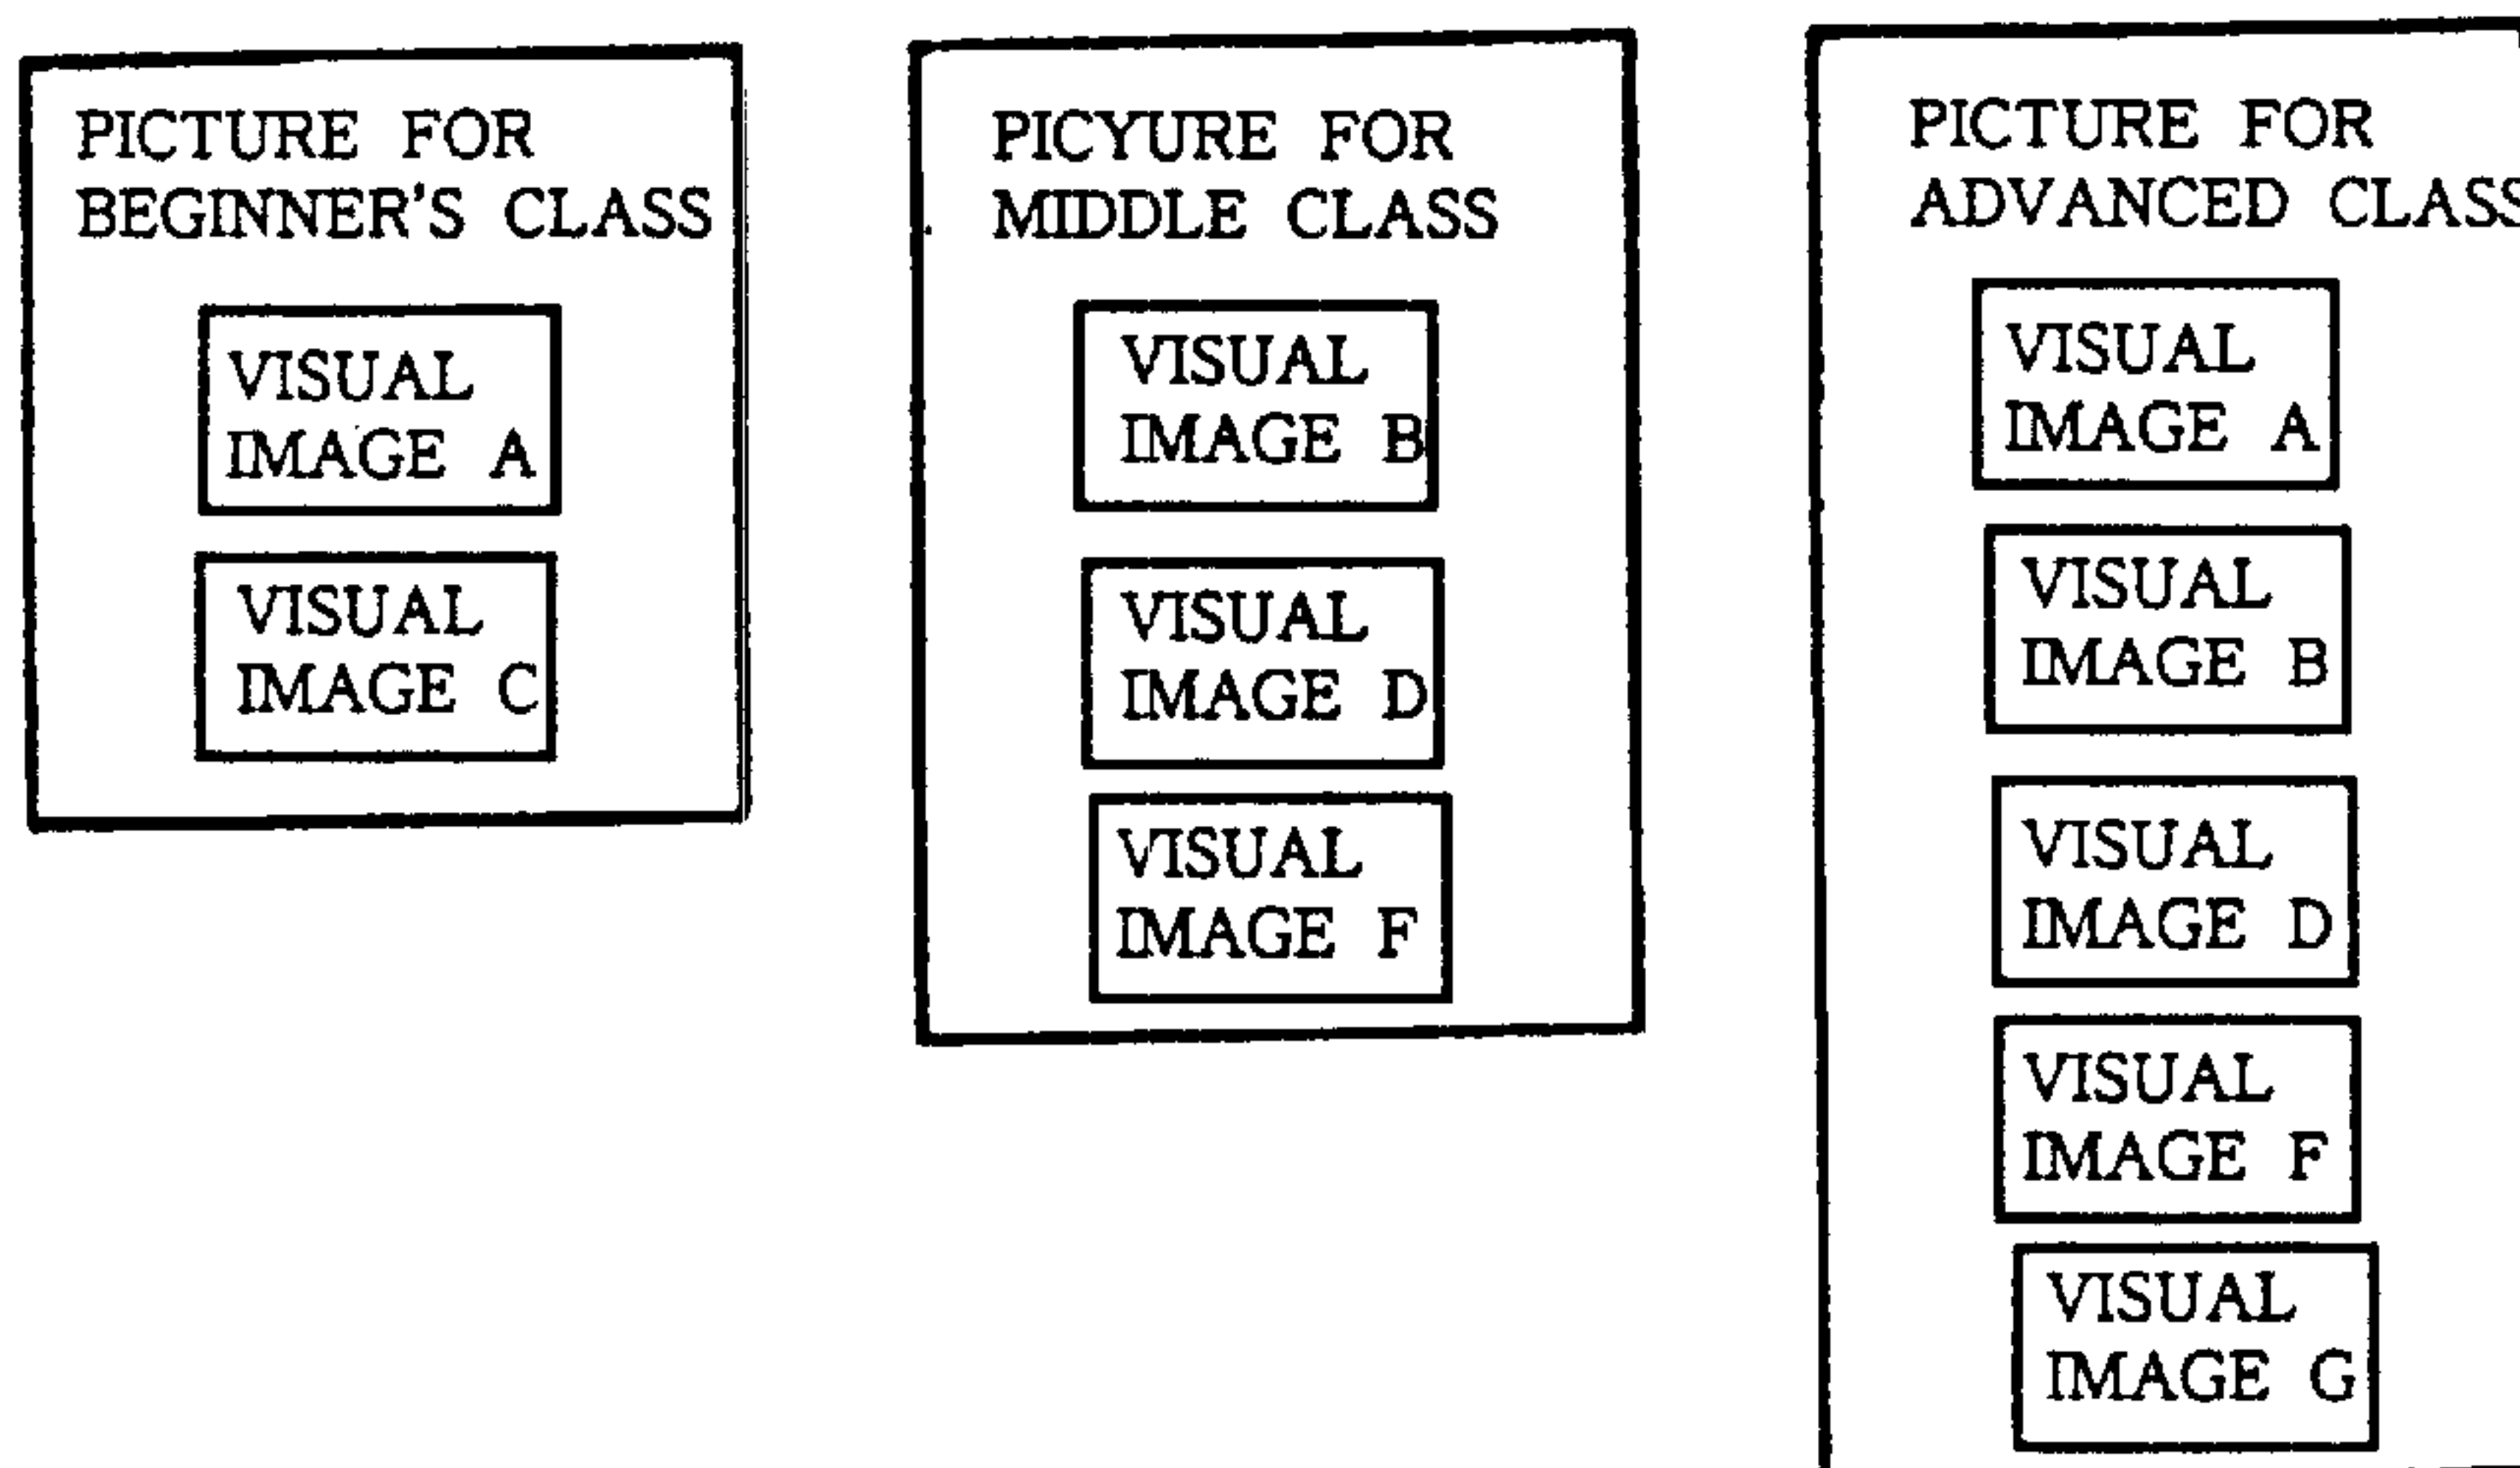 PICTURE FOR
BEGINNER'S CLASS
VISUAL
IMAGE A
VISUAL
IMAGE C
PICYURE FOR
MIDDLE CLASS
VISUAL
IMAGE B
VISUAL
IMAGE D
VISUAL
IMAGE F
PICTURE FOR
ADVANCED CLASS
VISUAL
IMAGE A
VISUAL
IMAGE B
VISUAL
IMAGE D
VISUAL
IMAGE F
VISUAL
IMAGE G